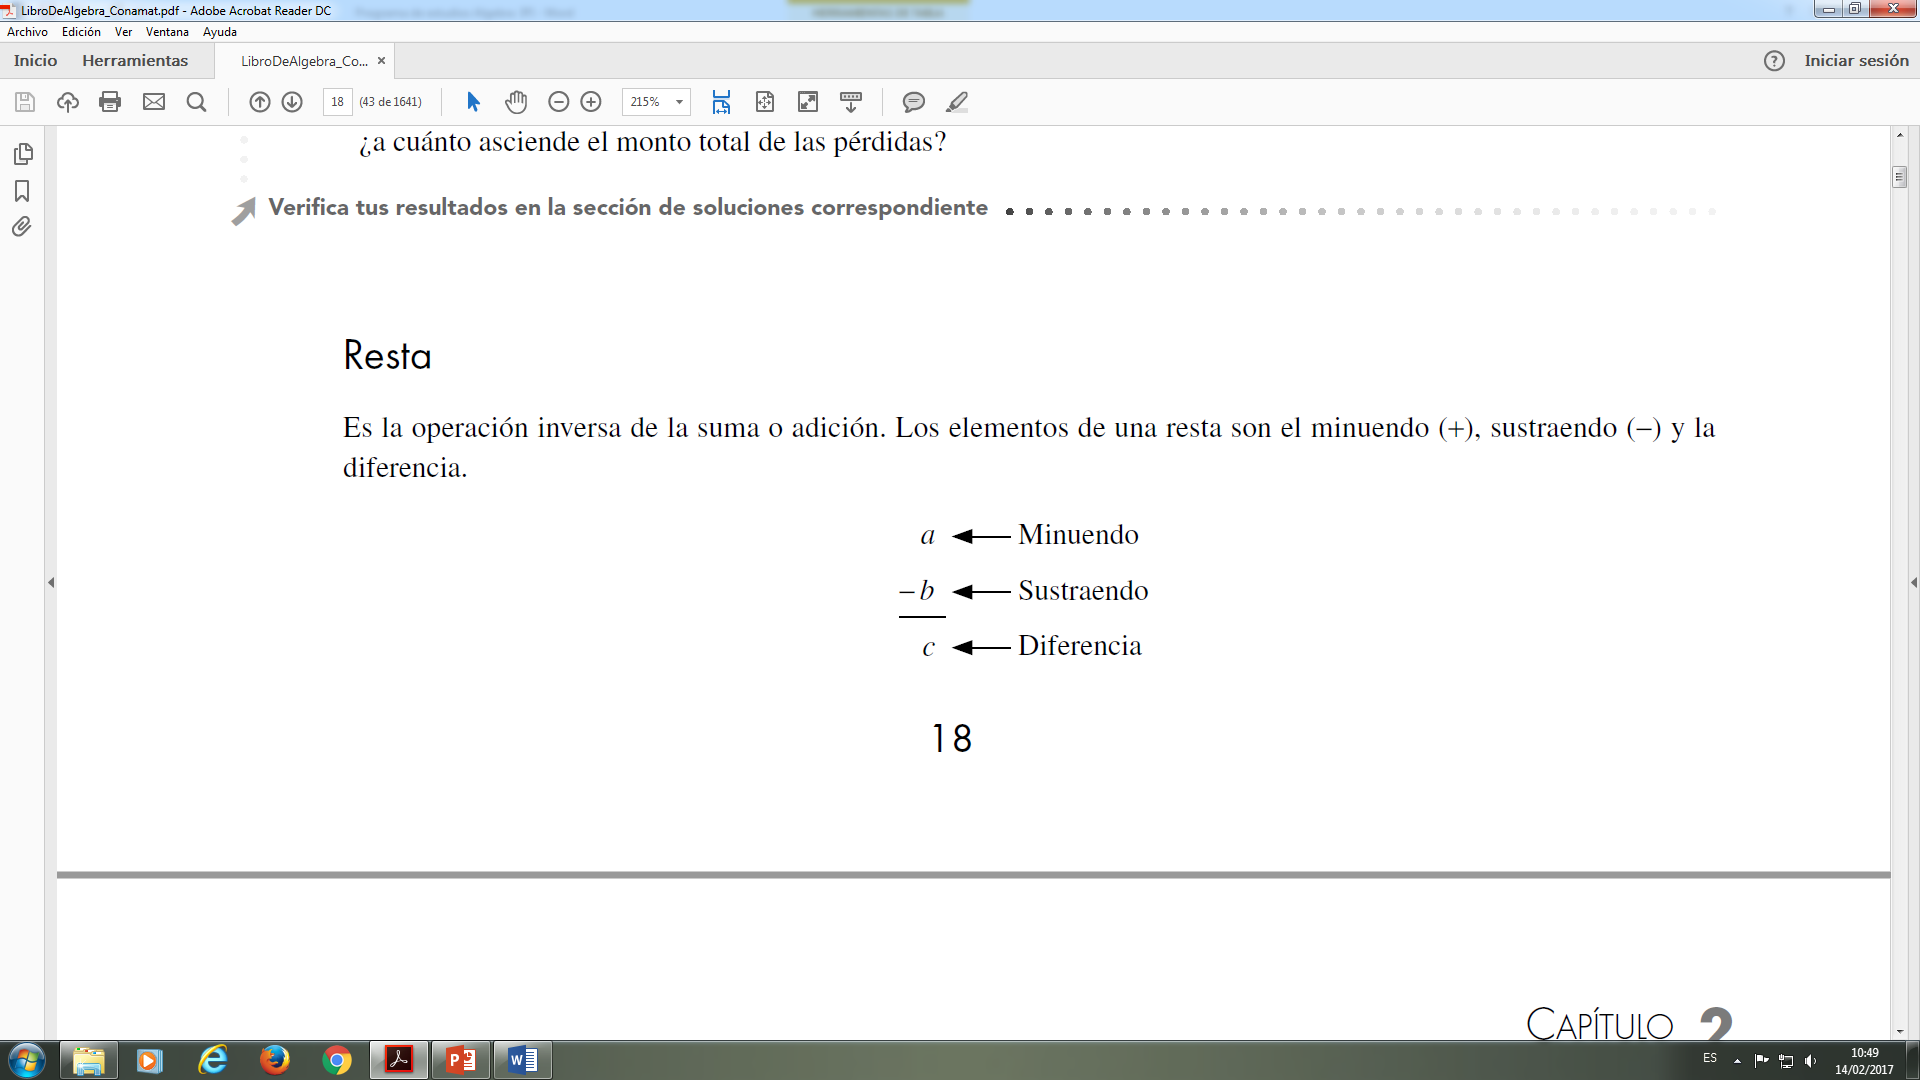 LibroDeAlgebra_Conamat.pdf - Adobe Acrobat Reader DC
Archivo Edición Ver Ventana Ayuda
Inicio Herramientas LibroDeAlgebra_Co... × Iniciar sesión
18 (43 de 1641) 215%
¿a cuánto asciende el monto total de las pérdidas?
Verifica tus resultados en la sección de soluciones correspondiente
Resta
Es la operación inversa de la suma o adición. Los elementos de una resta son el minuendo (+), sustraendo (−) y la
diferencia.
a Minuendo
− b Sustraendo
c Diferencia
18
CAPÍTULO 2
ES 10:49
14/02/2017